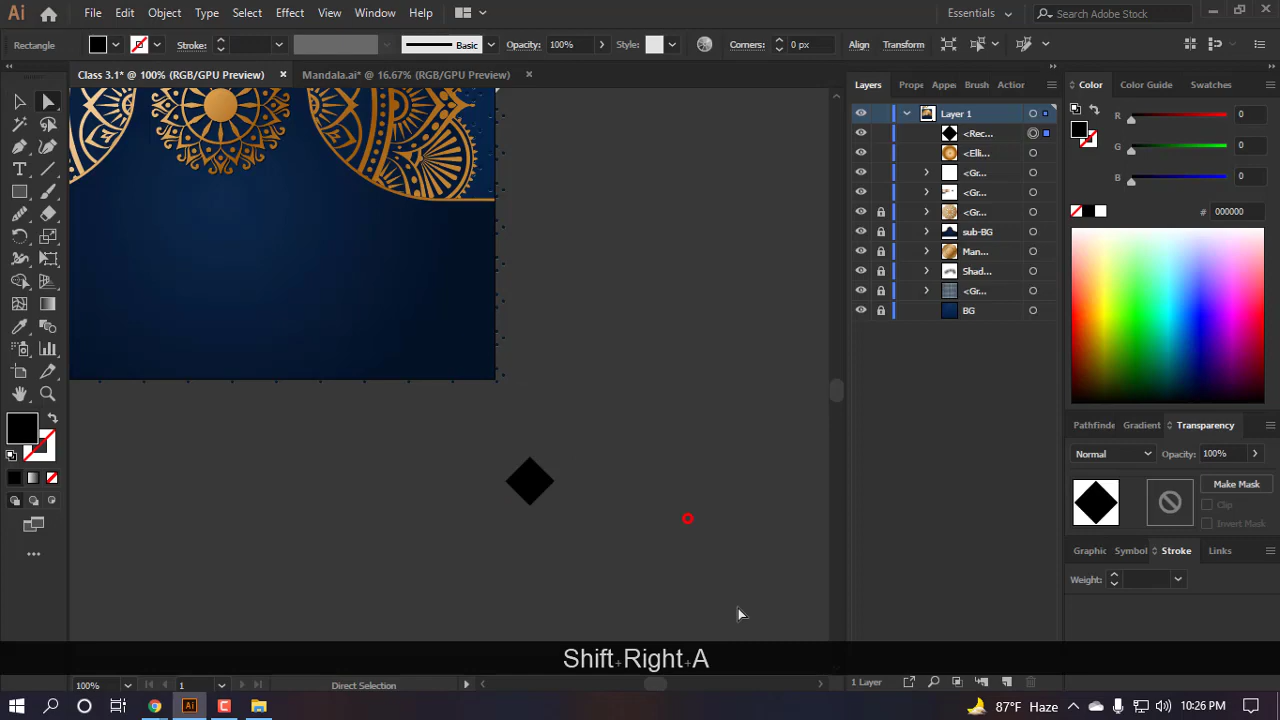 Ai File Edit Object Type Select Effect View Window Help Essentials Search Adobe Stock
Rectangle Stroke: Basic Opacity: 100% Style: Corners: 0 px Align Transform
Class 3.1* @ 100% (RGB/GPU Preview) × Mandala.ai* @ 16.67% (RGB/GPU Preview) ×
Layers Prope Appea Brush Action
Color Color Guide Swatches
Layer 1
<Rec...
<Elli...
<Gr...
<Gr...
<Gr...
sub-BG
Man...
Shad...
<Gr...
BG
R 0
G 0
B 0
# 000000
Pathfinde Gradient Transparency
Normal Opacity: 100%
Make Mask
Clip
Invert Mask
Graphic Symbol Stroke Links
Weight:
Shift+Right+A
100% 1 Direct Selection 1 Layer
Ai 87°F Haze 10:26 PM